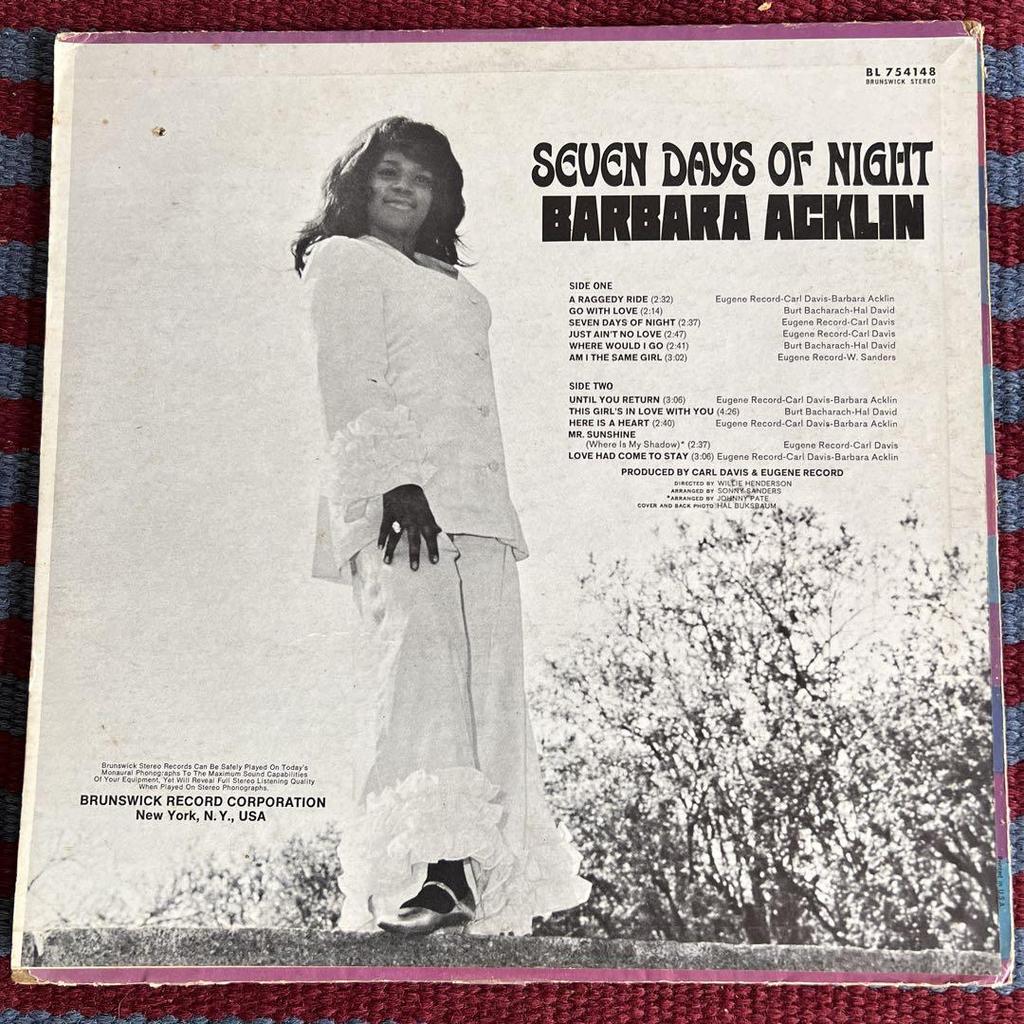 BL 754148
BRUNSWICK STEREO
SEVEN DAYS OF NIGHT
BARBARA ACKLIN
SIDE ONE
A RAGGEDY RIDE (2:32) Eugene Record-Carl Davis-Barbara Acklin
GO WITH LOVE (2:14) Burt Bacharach-Hal David
SEVEN DAYS OF NIGHT (2:37) Eugene Record-Carl Davis
JUST AIN'T NO LOVE (2:47) Eugene Record-Carl Davis
WHERE WOULD I GO (2:41) Burt Bacharach-Hal David
AM I THE SAME GIRL (3:02) Eugene Record-W. Sanders
SIDE TWO
UNTIL YOU RETURN (3:06) Eugene Record-Carl Davis-Barbara Acklin
THIS GIRL'S IN LOVE WITH YOU (4:26) Burt Bacharach-Hal David
HERE IS A HEART (2:40) Eugene Record-Carl Davis-Barbara Acklin
MR. SUNSHINE
(Where Is My Shadow)* (2:37) Eugene Record-Carl Davis
LOVE HAD COME TO STAY (3:06) Eugene Record-Carl Davis-Barbara Acklin
PRODUCED BY CARL DAVIS & EUGENE RECORD
DIRECTED BY WILLIE HENDERSON
ARRANGED BY SONNY SANDERS
*ARRANGED BY JOHNNY PATE
COVER AND BACK PHOTO HAL BUKSBAUM
Brunswick Stereo Records Can Be Safely Played On Today's
Monaural Phonographs To The Maximum Sound Capabilities
Of Your Equipment, Yet Will Reveal Full Stereo Listening Quality
When Played On Stereo Phonographs.
BRUNSWICK RECORD CORPORATION
New York, N.Y., USA
in U.S.A.